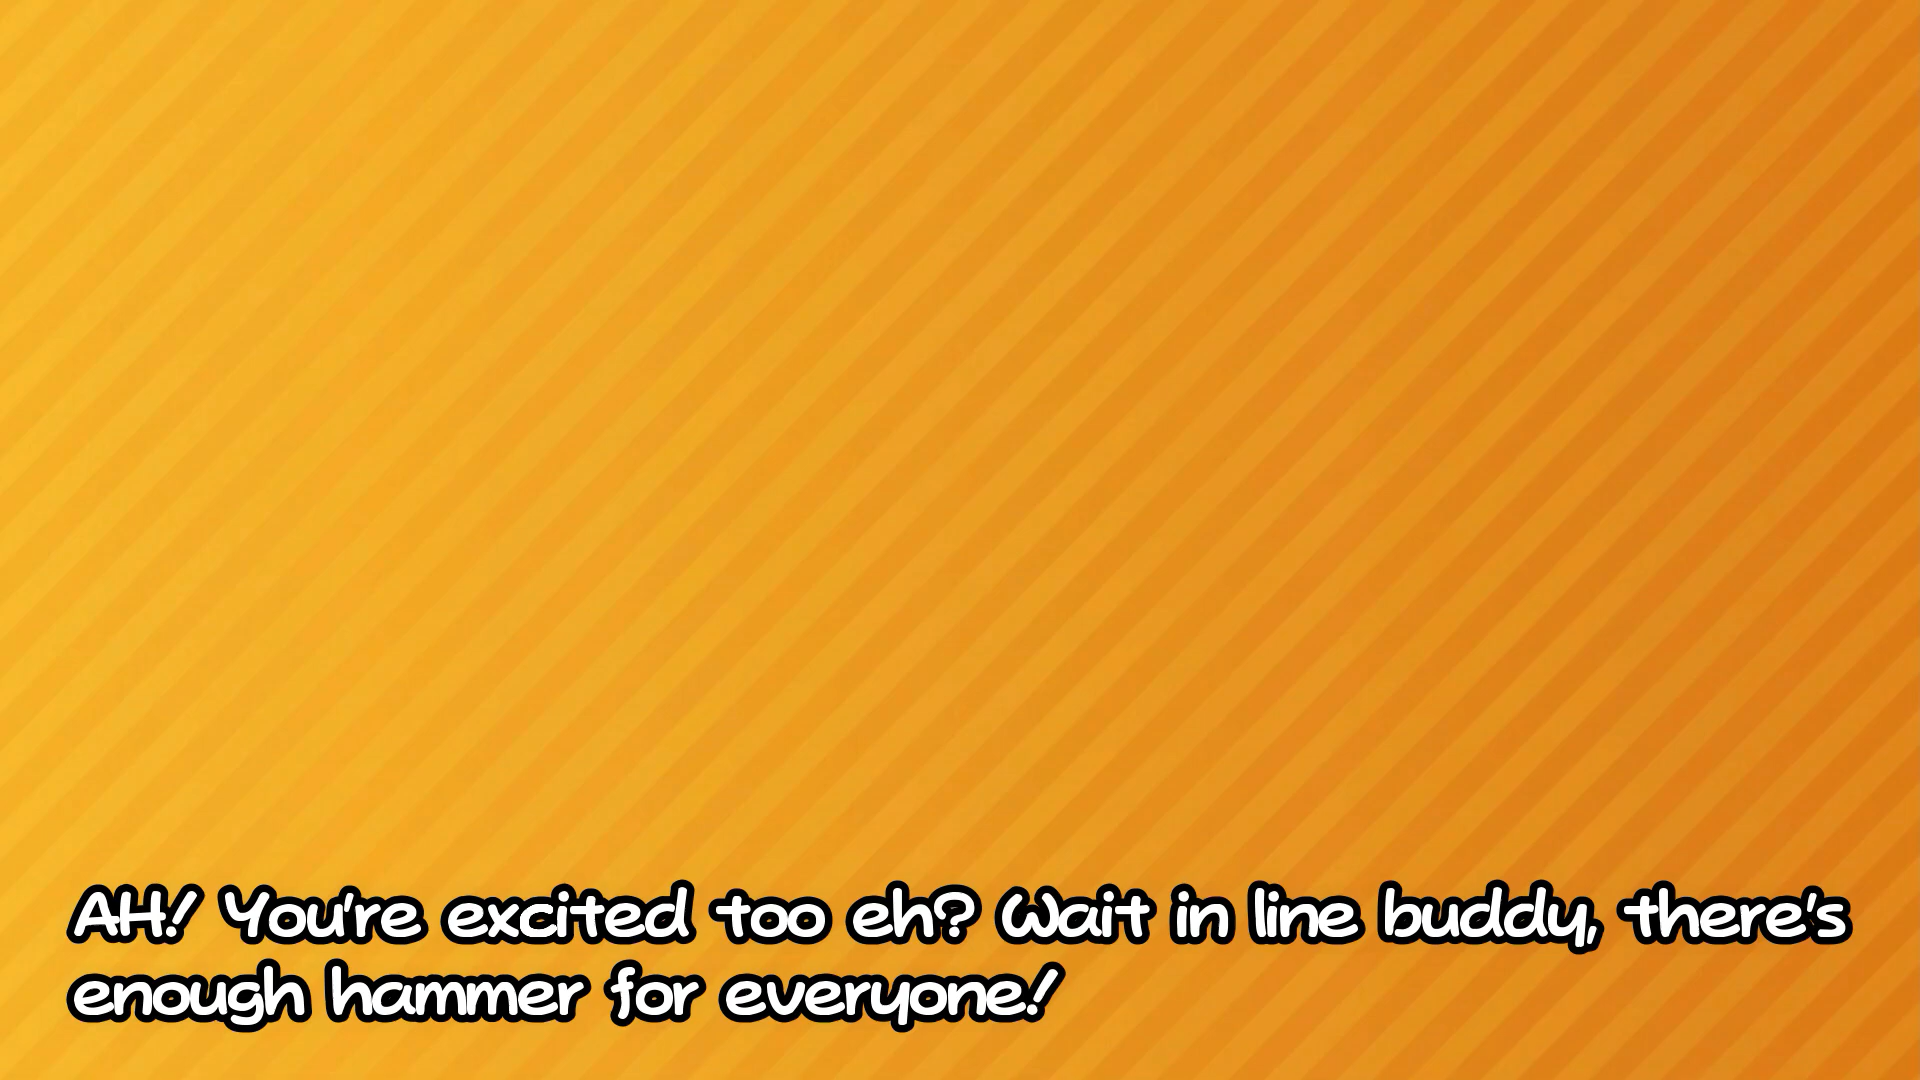 AH! You're excited too eh? Wait in line buddy, there's
enough hammer for everyone!